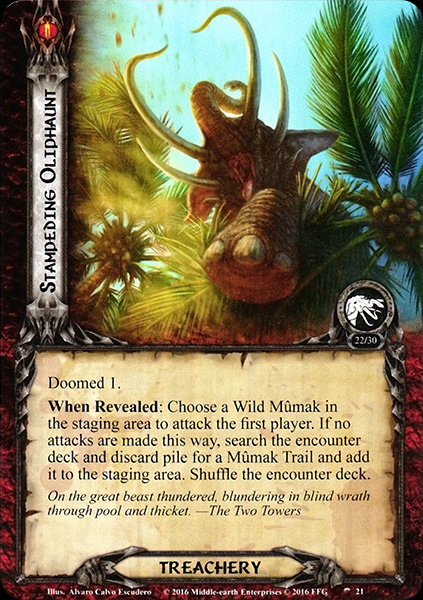 STAMPEDING OLIPHAUNT
22/30
Doomed 1.
When Revealed: Choose a Wild Mûmak in
the staging area to attack the first player. If no
attacks are made this way, search the encounter
deck and discard pile for a Mûmak Trail and add
it to the staging area. Shuffle the encounter deck.
On the great beast thundered, blundering in blind wrath
through pool and thicket. —The Two Towers
TREACHERY
Illus. Alvaro Calvo Escudero © 2016 Middle-earth Enterprises © 2016 FFG 21